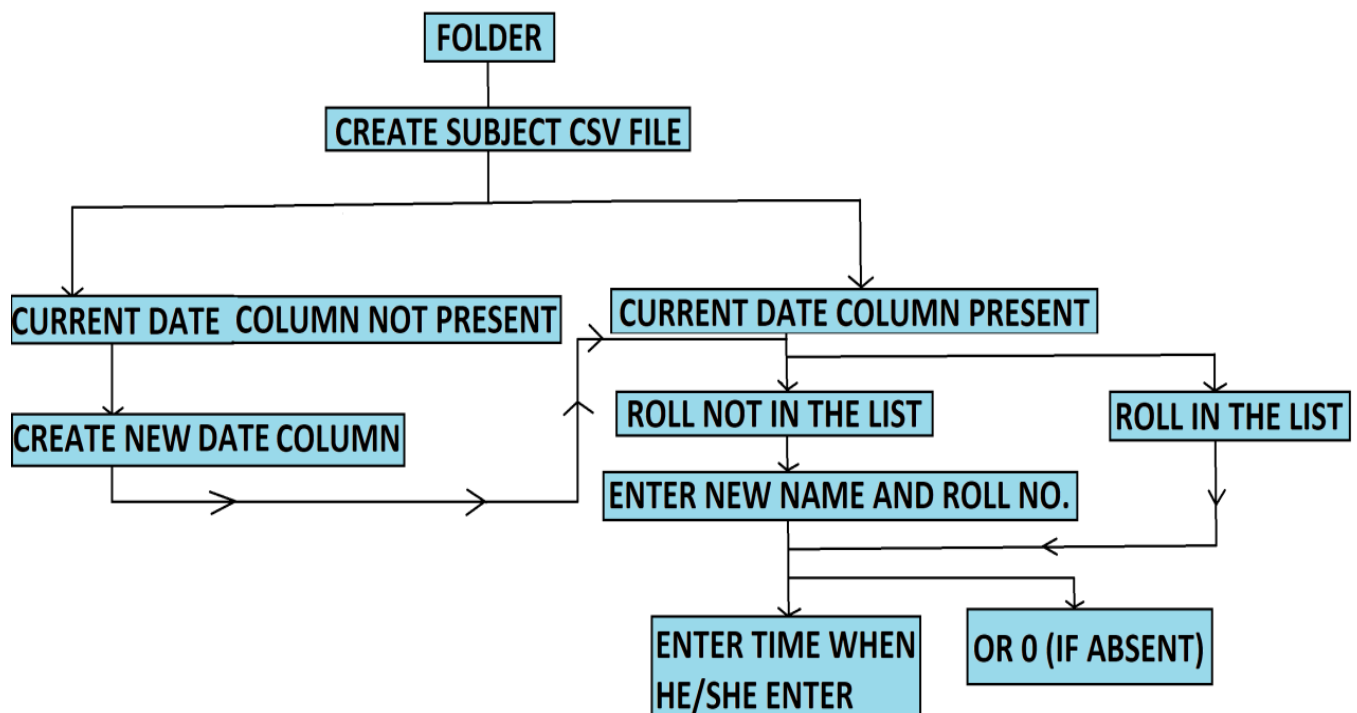 FOLDER
CREATE SUBJECT CSV FILE
CURRENT DATE COLUMN NOT PRESENT
CURRENT DATE COLUMN PRESENT
CREATE NEW DATE COLUMN
ROLL NOT IN THE LIST
ROLL IN THE LIST
ENTER NEW NAME AND ROLL NO.
ENTER TIME WHEN
HE/SHE ENTER
OR 0 (IF ABSENT)